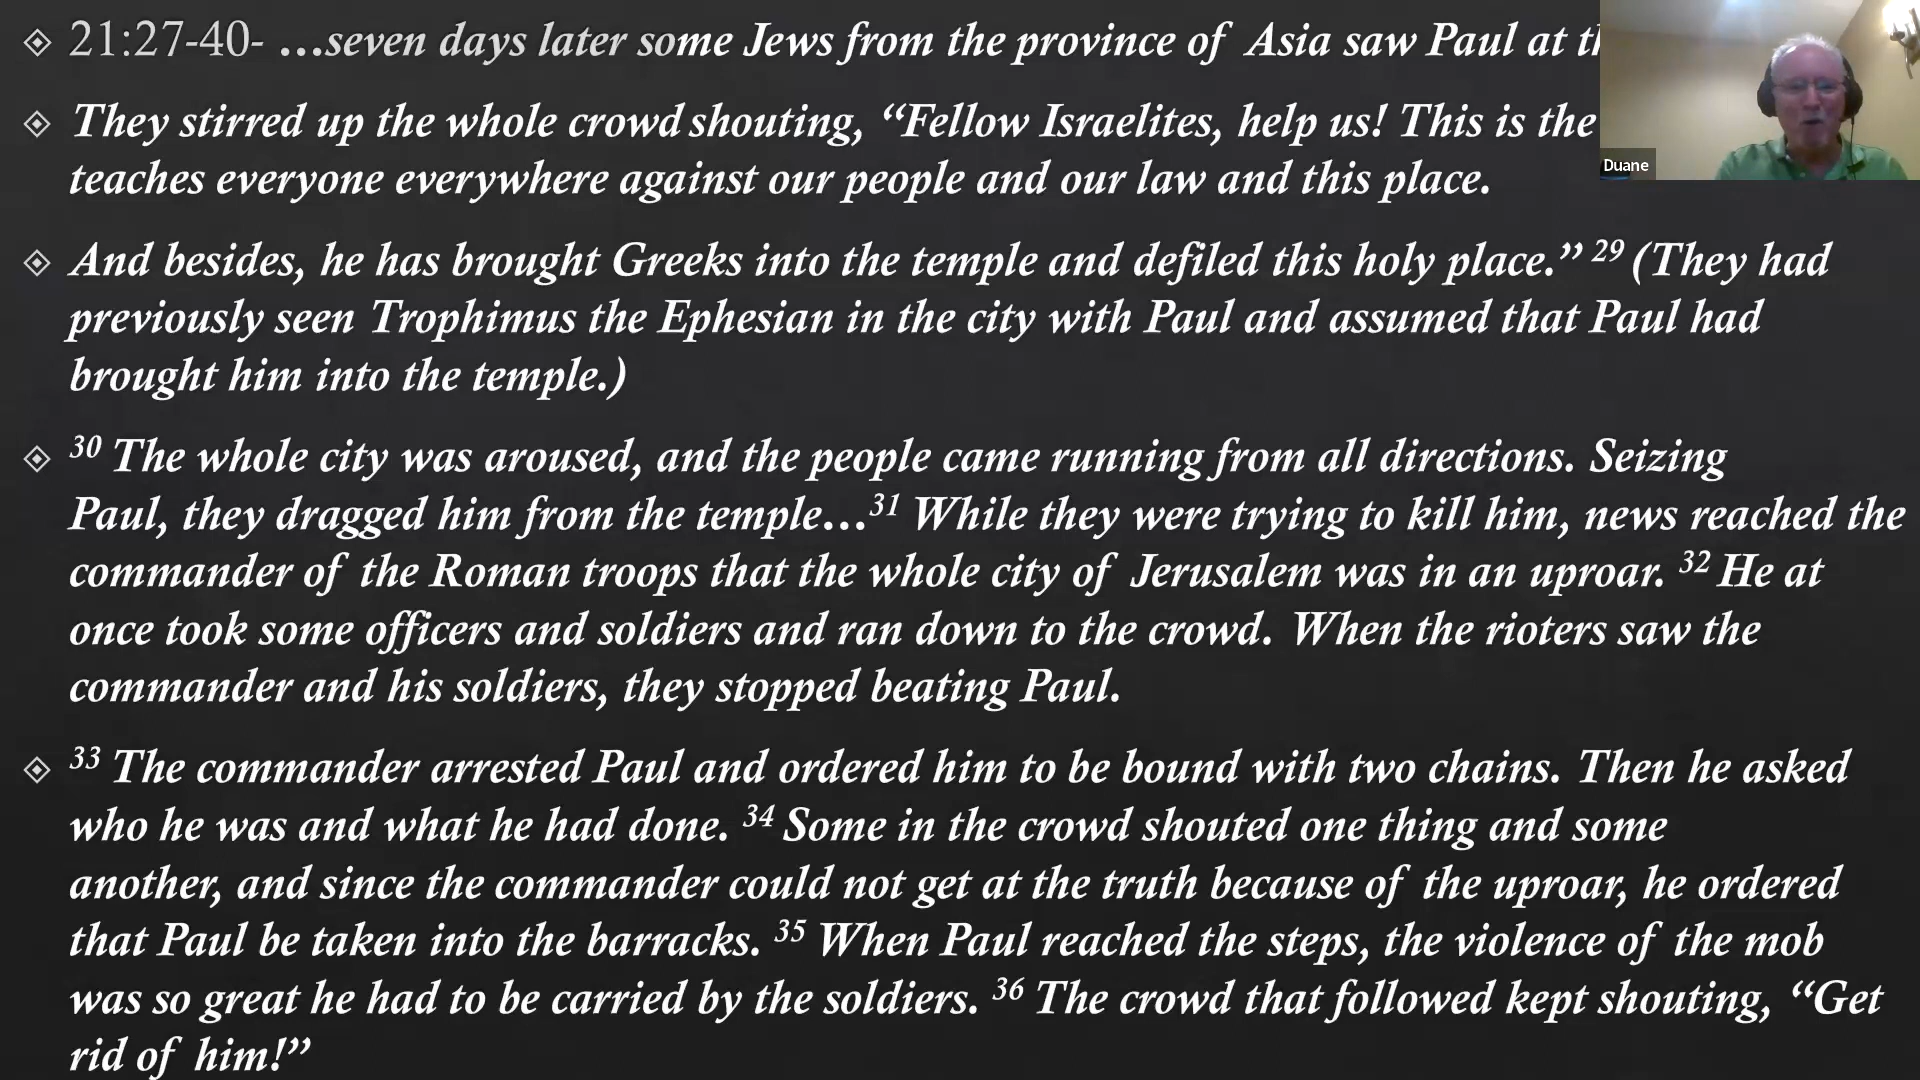 21:27-40- …seven days later some Jews from the province of Asia saw Paul at
They stirred up the whole crowd shouting, “Fellow Israelites, help us! This is the
teaches everyone everywhere against our people and our law and this place.
Duane
And besides, he has brought Greeks into the temple and defiled this holy place.” 29 (They had
previously seen Trophimus the Ephesian in the city with Paul and assumed that Paul had
brought him into the temple.)
30 The whole city was aroused, and the people came running from all directions. Seizing
Paul, they dragged him from the temple…31 While they were trying to kill him, news reached the
commander of the Roman troops that the whole city of Jerusalem was in an uproar. 32 He at
once took some officers and soldiers and ran down to the crowd. When the rioters saw the
commander and his soldiers, they stopped beating Paul.
33 The commander arrested Paul and ordered him to be bound with two chains. Then he asked
who he was and what he had done. 34 Some in the crowd shouted one thing and some
another, and since the commander could not get at the truth because of the uproar, he ordered
that Paul be taken into the barracks. 35 When Paul reached the steps, the violence of the mob
was so great he had to be carried by the soldiers. 36 The crowd that followed kept shouting, “Get
rid of him!”